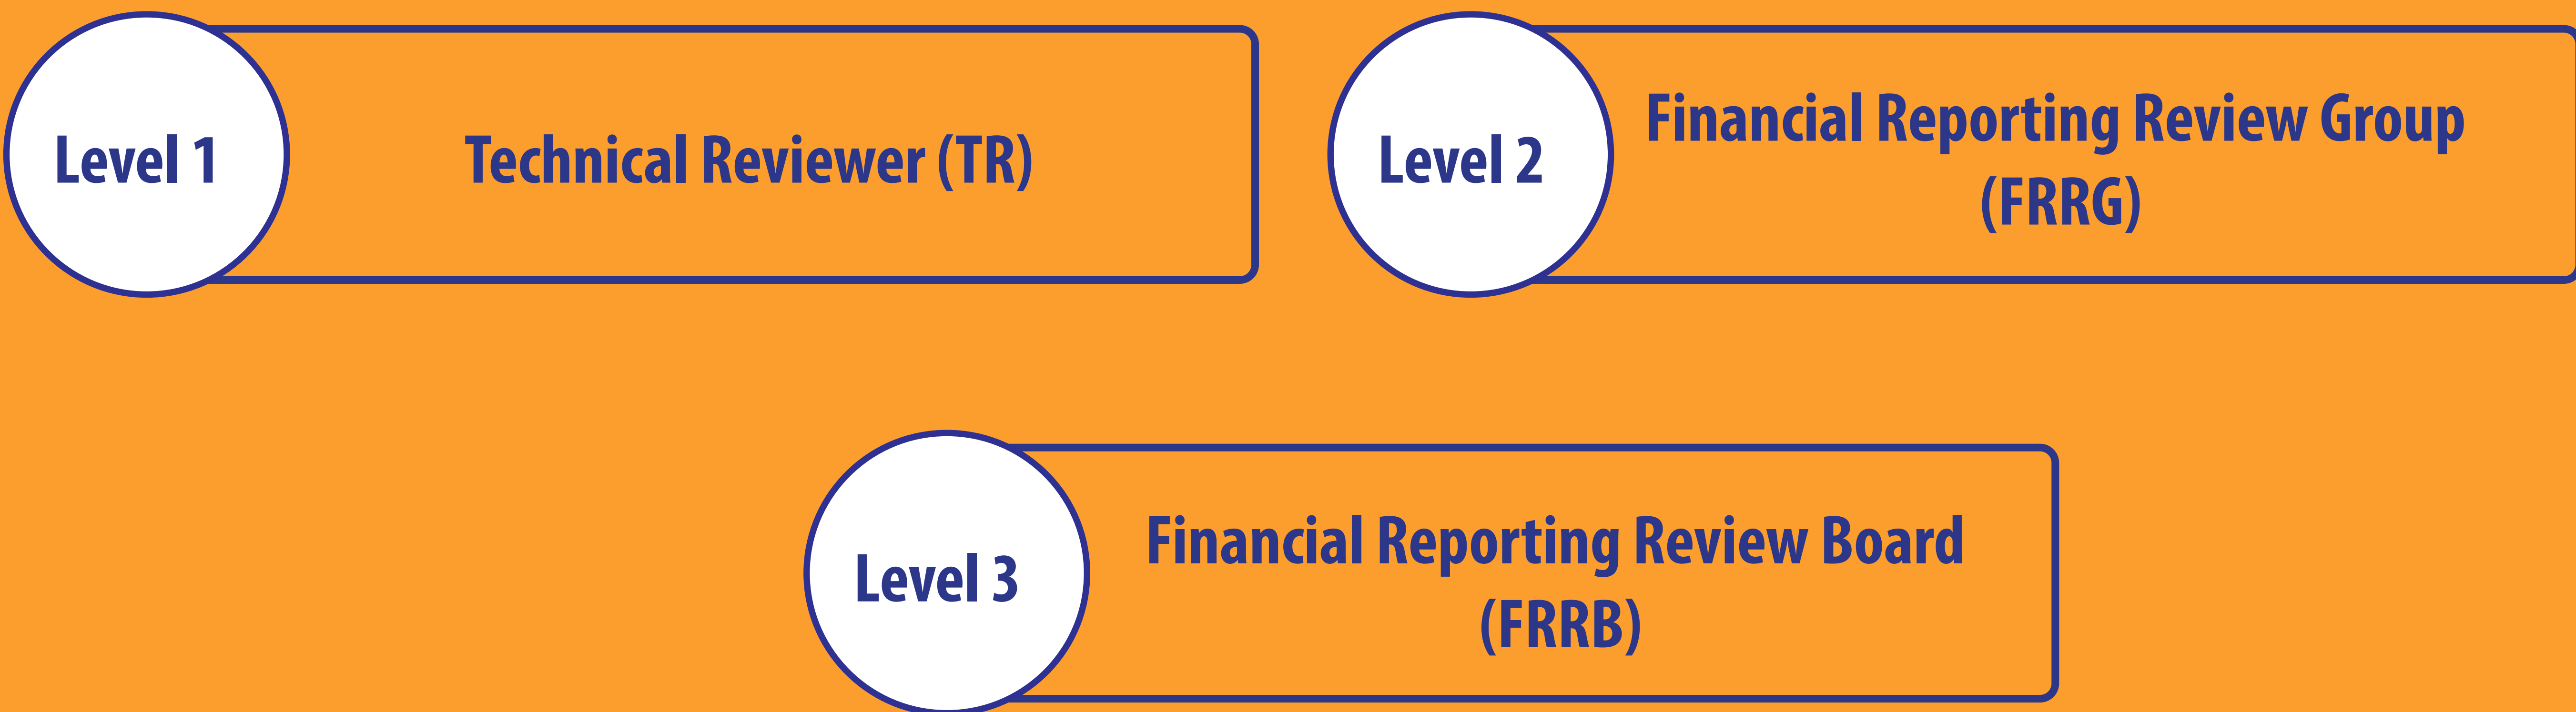 Level 1
Technical Reviewer (TR)
Level 2
Financial Reporting Review Group
(FRRG)
Level 3
Financial Reporting Review Board
(FRRB)